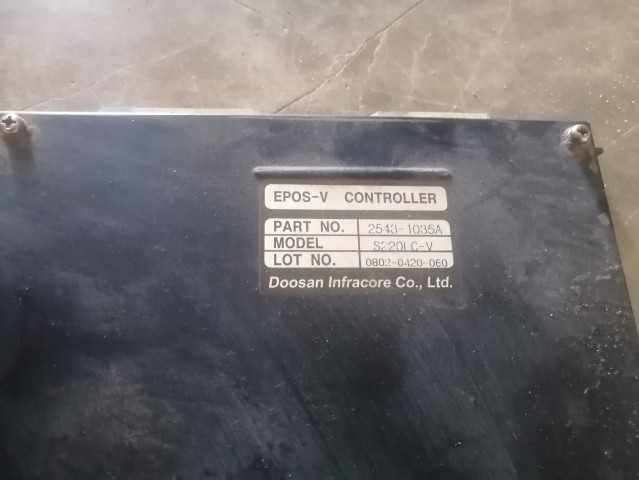 EPOS-V CONTROLLER
PART NO. 2543-1035A
MODEL S220LC-V
LOT NO. 0802-0420-060
Doosan Infracore Co., Ltd.